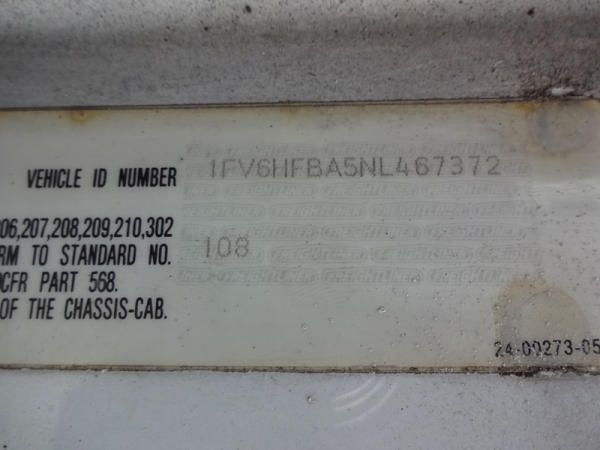 VEHICLE ID NUMBER 1FV6HFBA5NL467372
206,207,208,209,210,302
RM TO STANDARD NO. 108
CFR PART 568.
OF THE CHASSIS-CAB.
24-00273-05